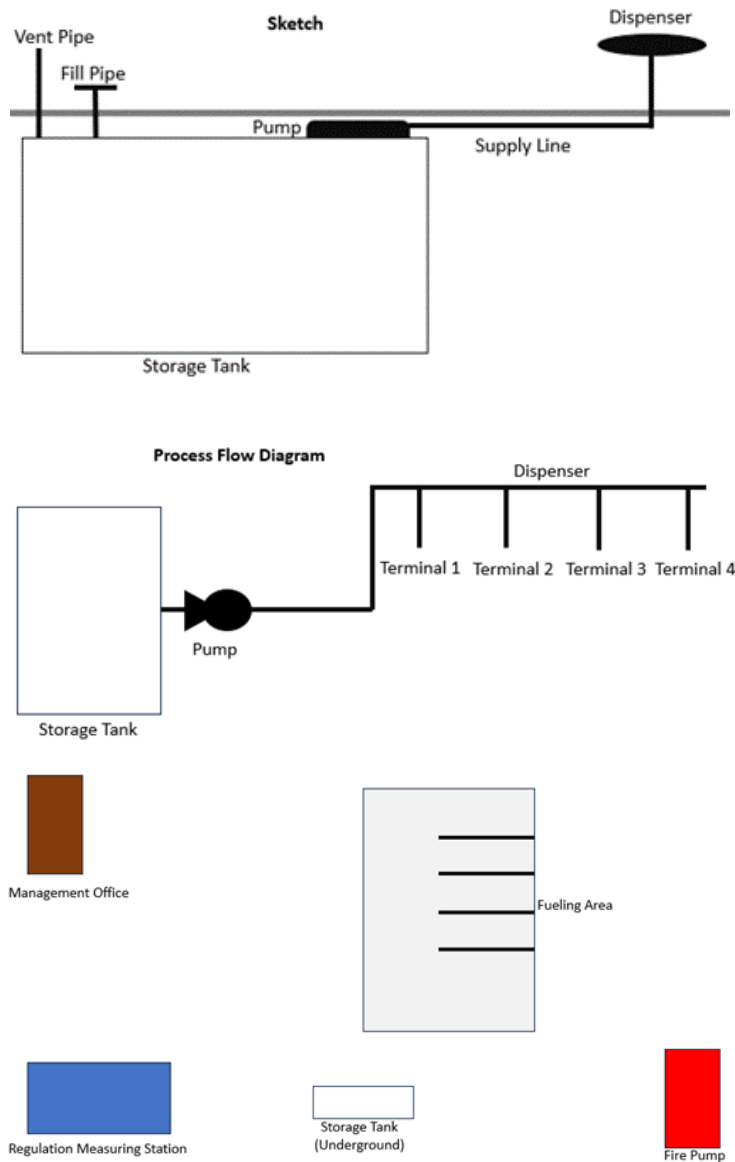 Sketch
Dispenser
Vent Pipe
Fill Pipe
Pump
Supply Line
Storage Tank
Process Flow Diagram
Dispenser
Terminal 1
Terminal 2
Terminal 3
Terminal 4
Pump
Storage Tank
Management Office
Fueling Area
Regulation Measuring Station
Storage Tank
(Underground)
Fire Pump